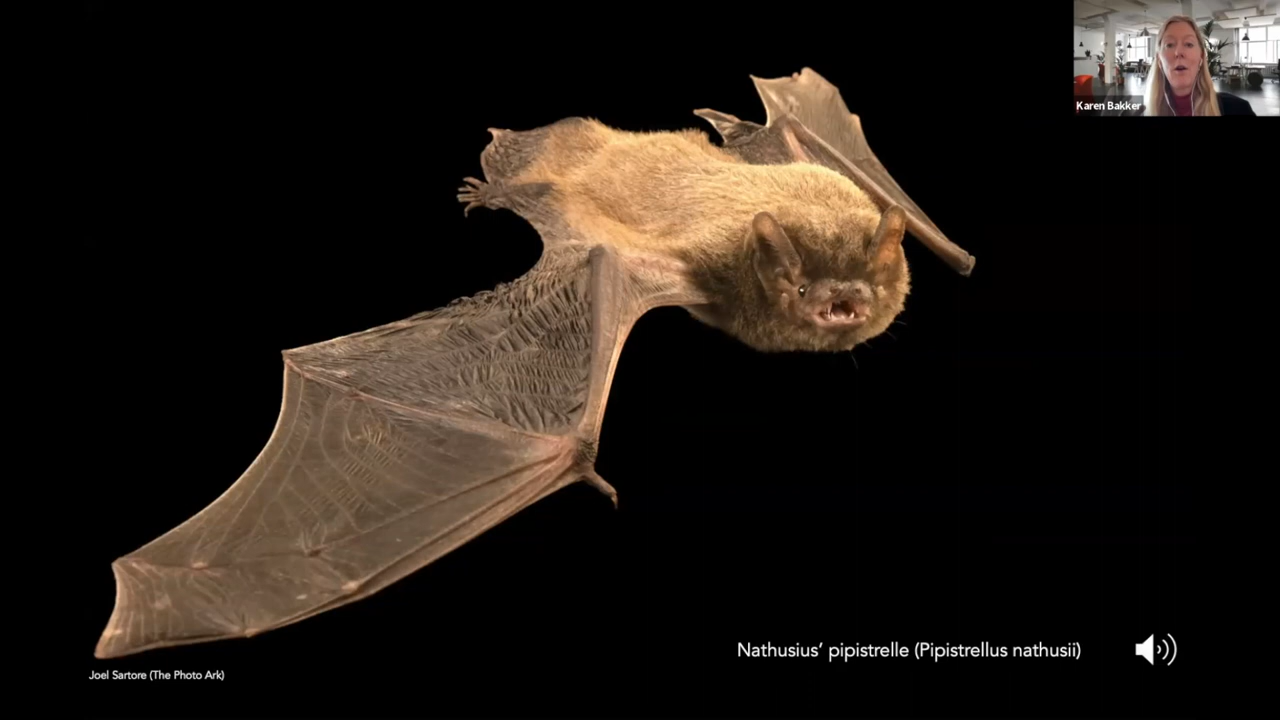 Karen Bakker
Nathusius’ pipistrelle (Pipistrellus nathusii)
Joel Sartore (The Photo Ark)